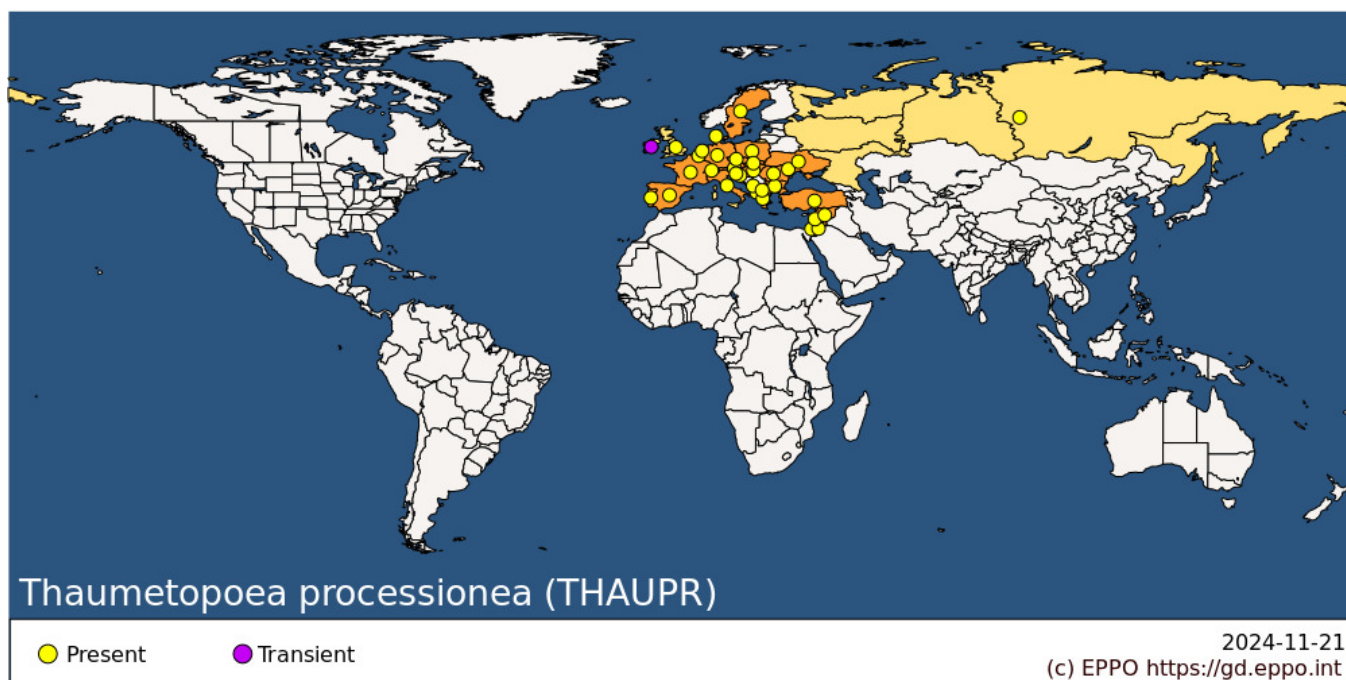 Thaumetopoea processionea (THAUPR)
Present
Transient
2024-11-21
(c) EPPO https://gd.eppo.int